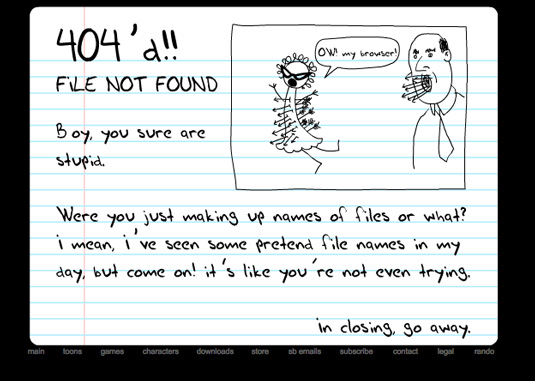 404'd!!
FiLE NOT FOUND
OW! my browser!
Boy, you sure are
stupid.
Were you just making up names of files or what?
i mean, i've seen some pretend file names in my
day, but come on! it's like you're not even trying.
in closing, go away.
main toons games characters downloads store sb emails subscribe contact legal rando